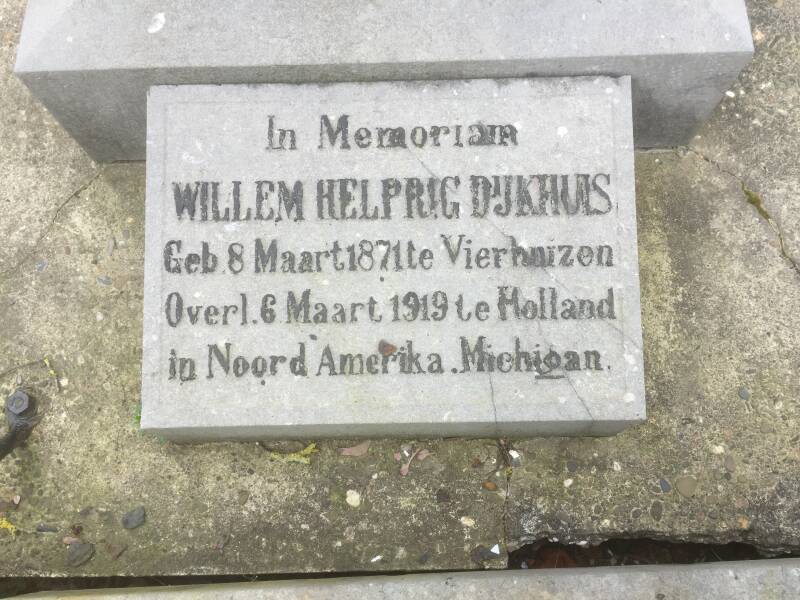 In Memoriam
WILLEM HELPRIG DIJKHUIS
Geb. 8 Maart 1871 te Vierhuizen
Overl. 6 Maart 1919 te Holland
in Noord Amerika. Michigan.